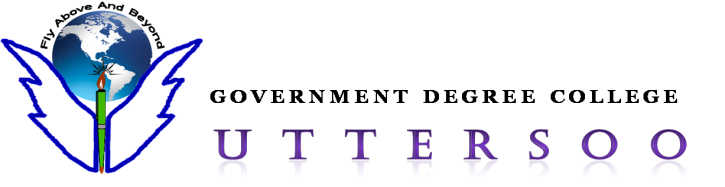 Fly Above And Beyond
GOVERNMENT DEGREE COLLEGE
UTTERSOO